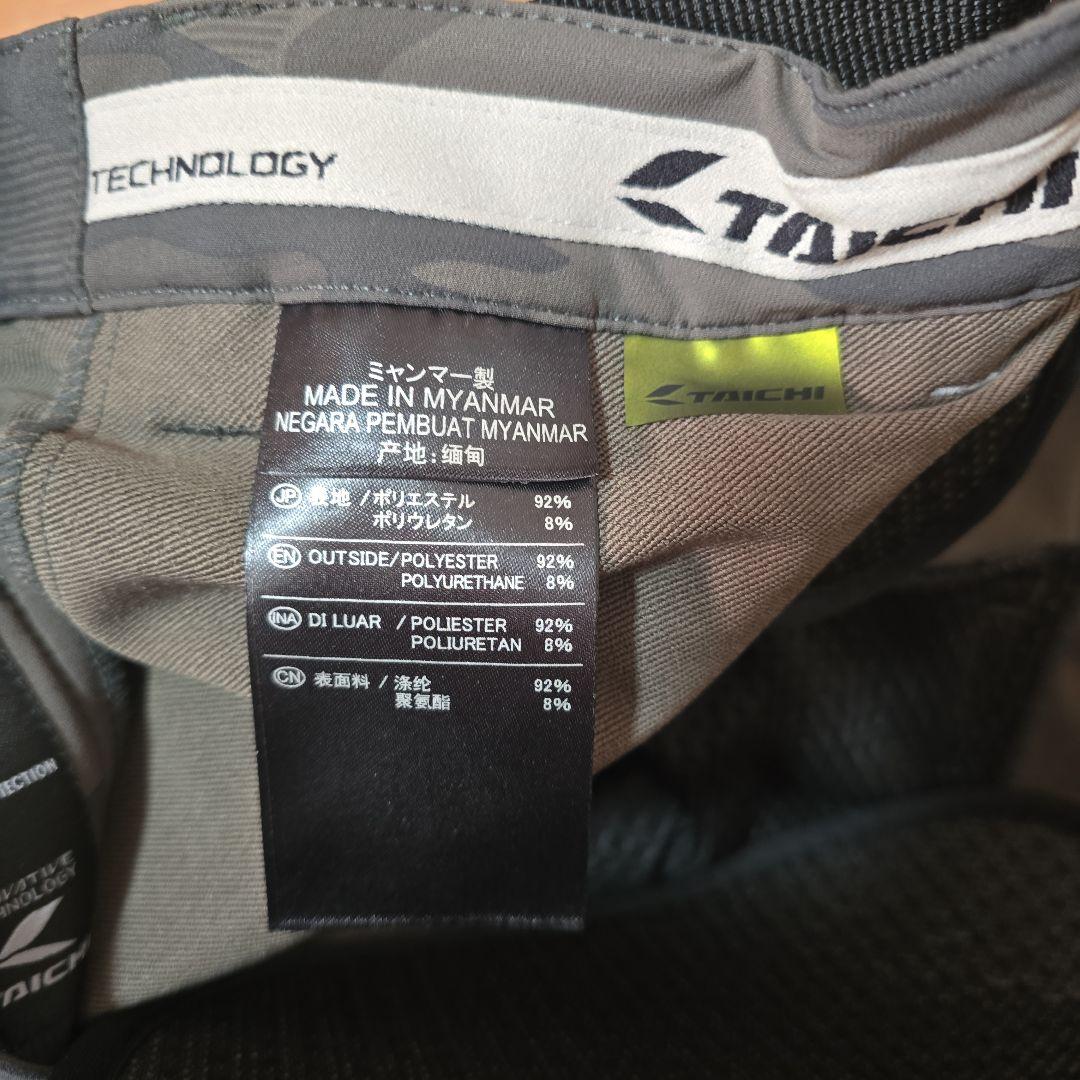 TECHNOLOGY
TAICHI
TAICHI
ミャンマー製
MADE IN MYANMAR
NEGARA PEMBUAT MYANMAR
产地:缅甸
JP 表地 /ポリエステル 92%
ポリウレタン 8%
EN OUTSIDE/POLYESTER 92%
POLYURETHANE 8%
INA DI LUAR /POLIESTER 92%
POLIURETAN 8%
CN 表面料 / 涤纶 92%
聚氨酯 8%
TAICHI